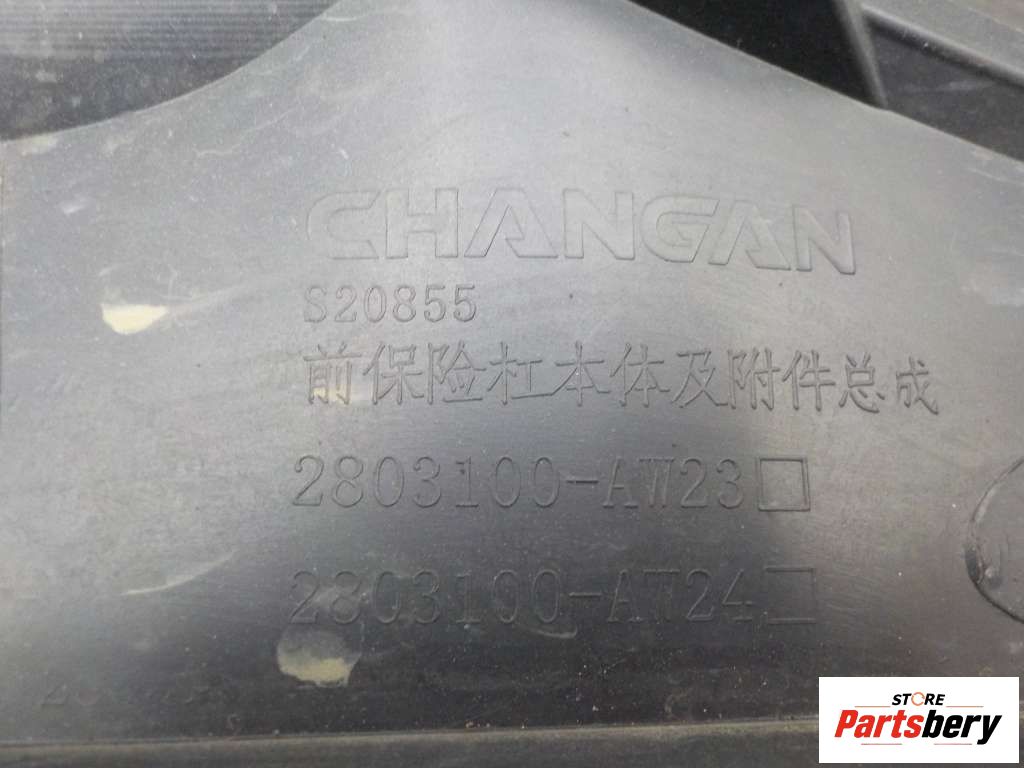 CHANGAN
S20855
前保险杠本体及附件总成
2803100-AW23□
2803100-AW24□
STORE
Partsbery